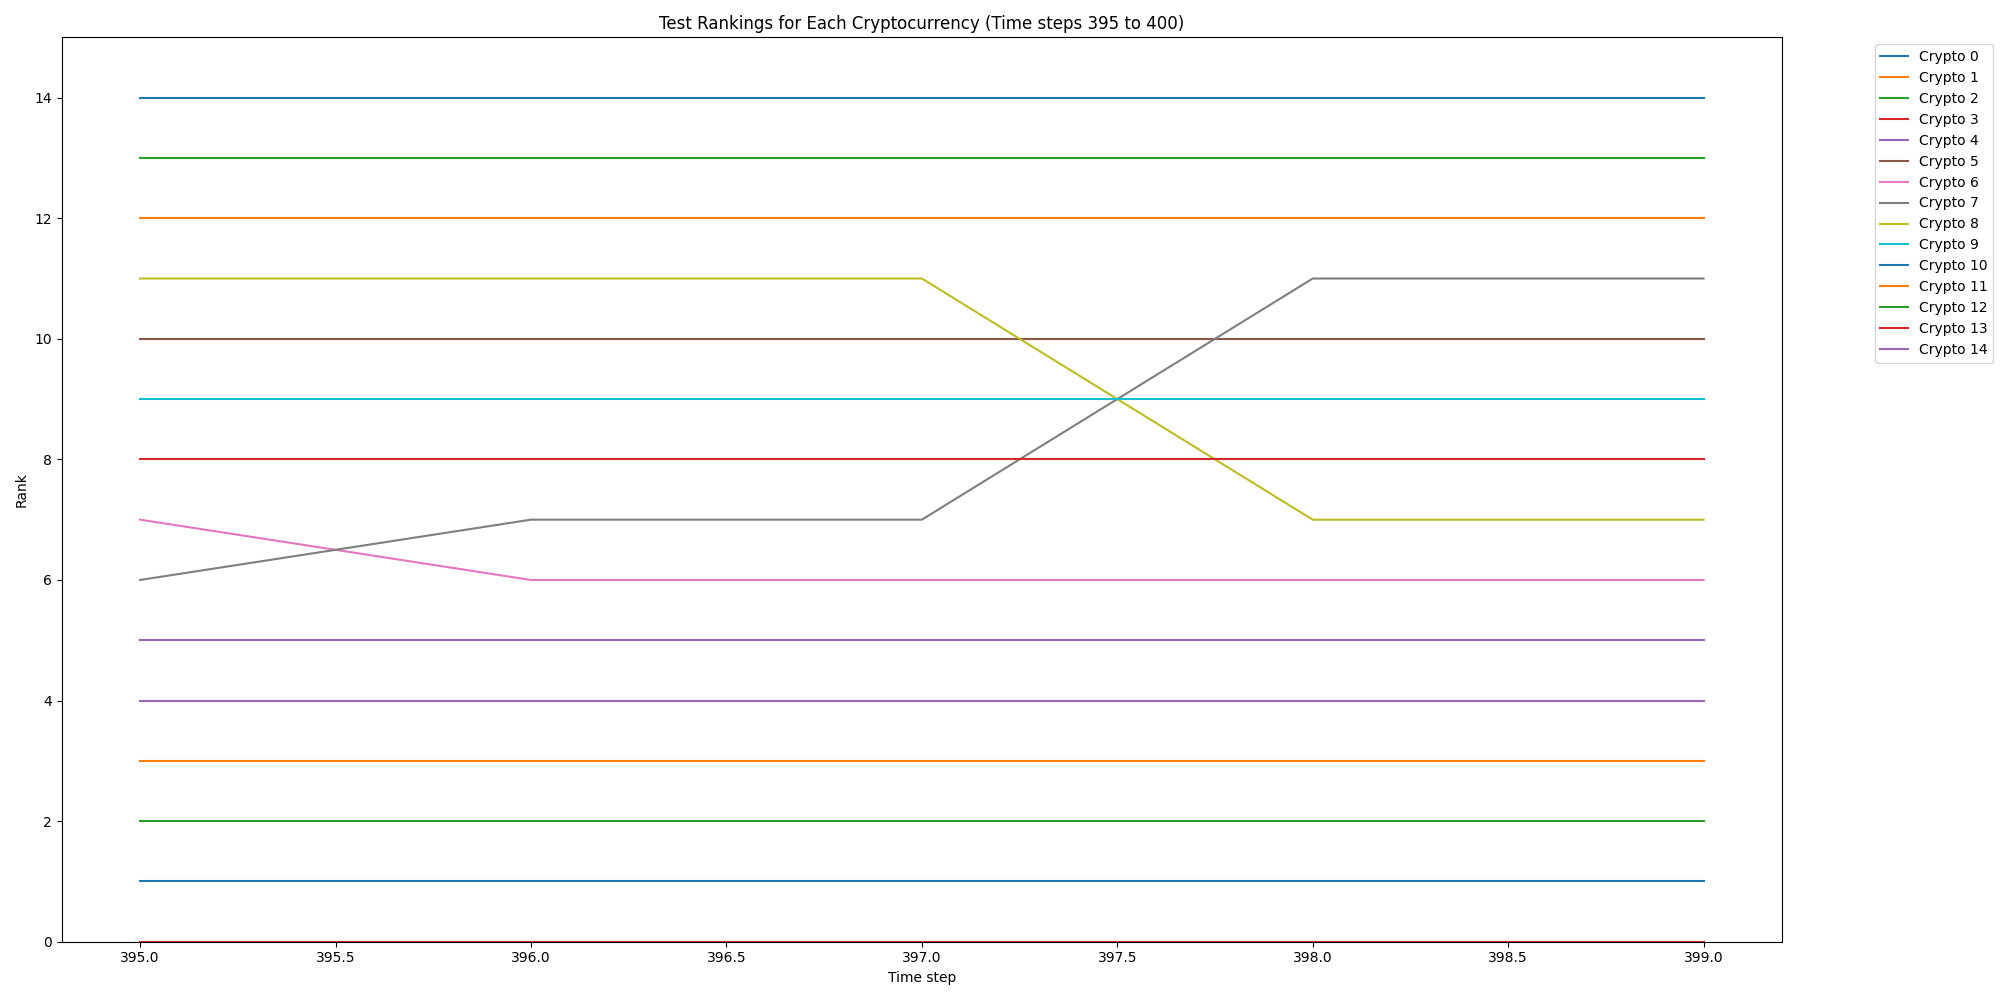 Test Rankings for Each Cryptocurrency (Time steps 395 to 400)
Rank
14
12
10
8
6
4
2
0
395.0 395.5 396.0 396.5 397.0 397.5 398.0 398.5 399.0
Time step
Crypto 0
Crypto 1
Crypto 2
Crypto 3
Crypto 4
Crypto 5
Crypto 6
Crypto 7
Crypto 8
Crypto 9
Crypto 10
Crypto 11
Crypto 12
Crypto 13
Crypto 14